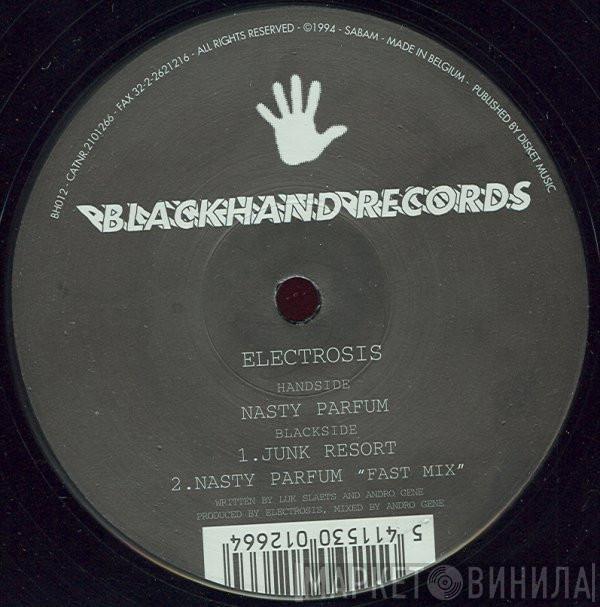 BH012 - CATNR.2101266 - FAX 32-2-2621216 - ALL RIGHTS RESERVED - ©1994 - SABAM - MADE IN BELGIUM - PUBLISHED BY DISKET MUSIC
BLACKHAND RECORDS
ELECTROSIS
HANDSIDE
NASTY PARFUM
BLACKSIDE
1.JUNK RESORT
2.NASTY PARFUM "FAST MIX"
WRITTEN BY LUK SLAETS AND ANDRO GENE
PRODUCED BY ELECTROSIS, MIXED BY ANDRO GENE
5 411530 012664
МАРКЕТ ВИНИЛА